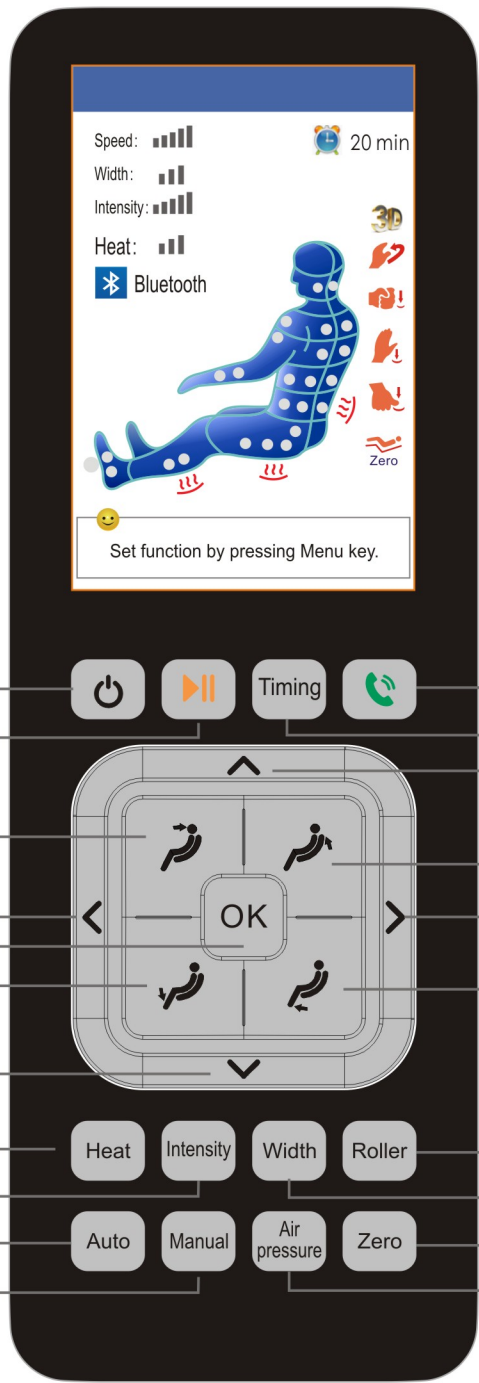 Speed:
20 min
Width:
Intensity:
3D
Heat:
Bluetooth
Zero
Set function by pressing Menu key.
Timing
OK
Heat
Intensity
Width
Roller
Auto
Manual
Air
pressure
Zero